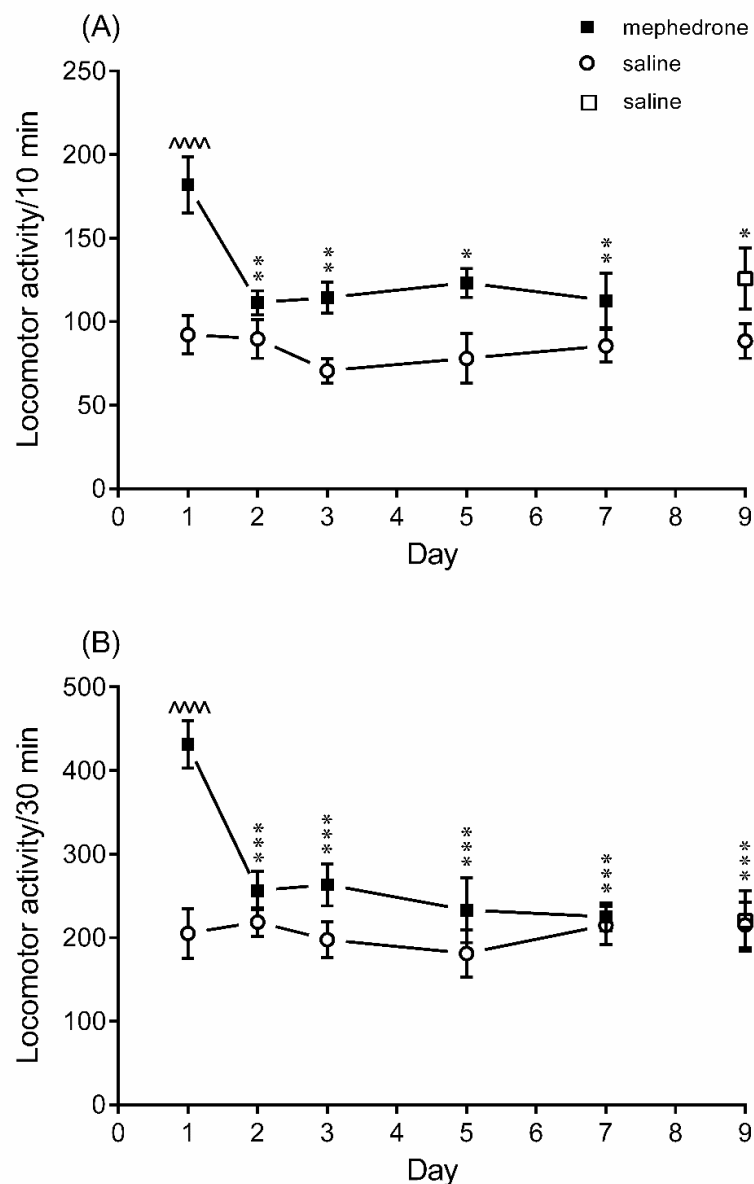 (A)
mephedrone
saline
saline
Locomotor activity/10 min
250
200
150
100
50
0
^^^^
**
**
*
**
*
0 1 2 3 4 5 6 7 8 9
Day
(B)
Locomotor activity/30 min
500
400
300
200
100
0
^^^^
***
***
***
***
***
0 1 2 3 4 5 6 7 8 9
Day